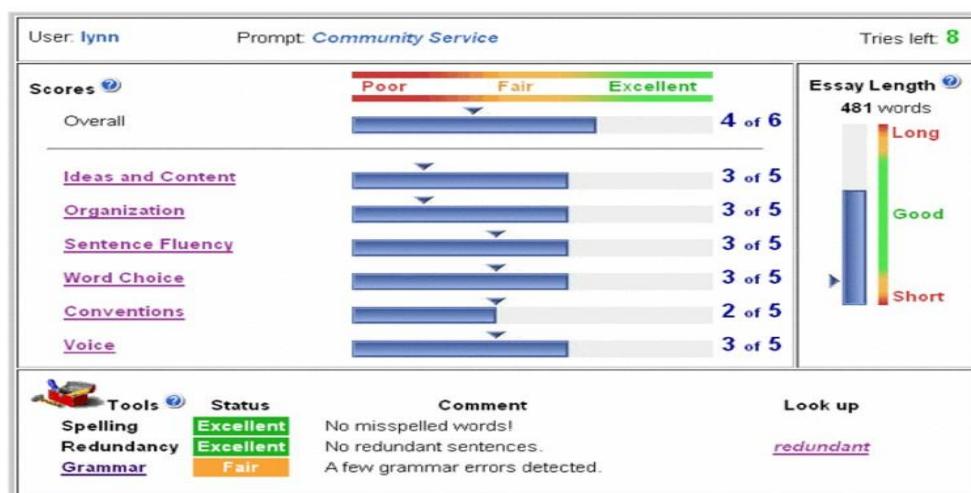 User: lynn Prompt: Community Service Tries left: 8
Scores ?
Poor Fair Excellent
Overall 4 of 6
Ideas and Content 3 of 5
Organization 3 of 5
Sentence Fluency 3 of 5
Word Choice 3 of 5
Conventions 2 of 5
Voice 3 of 5
Essay Length ?
481 words
Long
Good
Short
Tools ? Status Comment Look up
Spelling Excellent No misspelled words!
Redundancy Excellent No redundant sentences. redundant
Grammar Fair A few grammar errors detected.